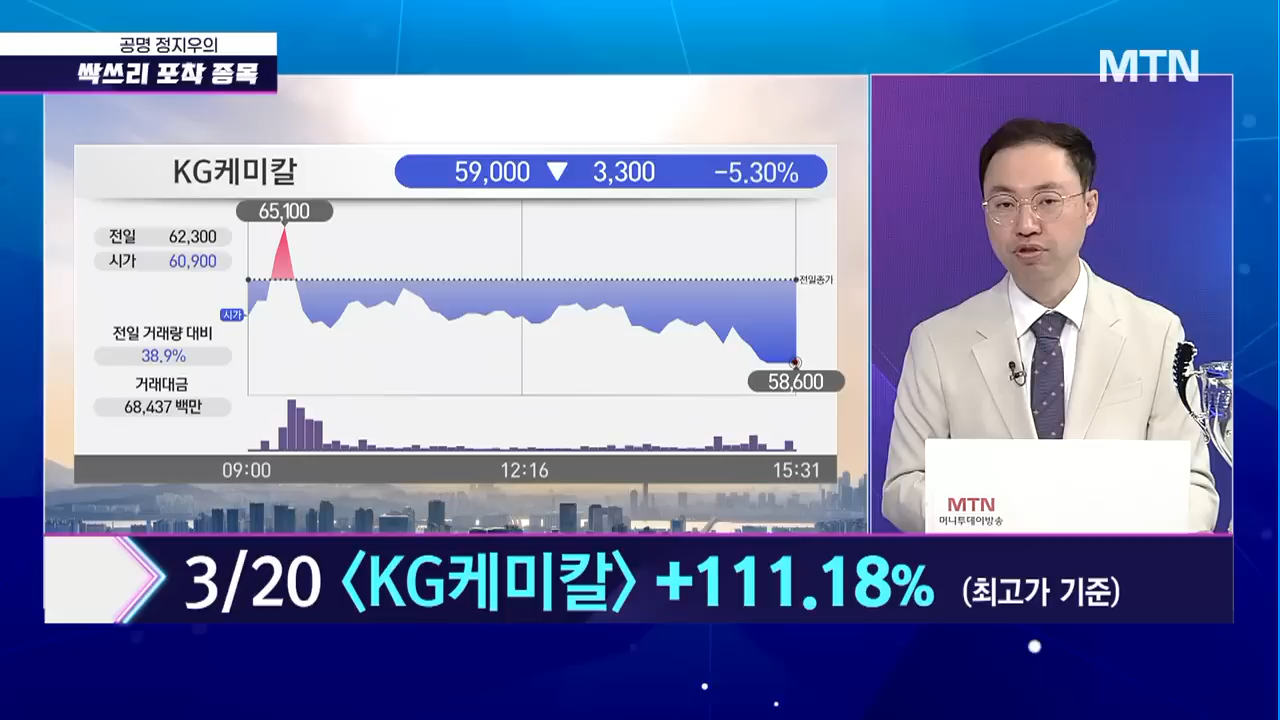 공명 정지우의
싹쓰리 포착 종목
MTN
KG케미칼
59,000 ▼ 3,300 -5.30%
65,100
전일 62,300
시가 60,900
전일종가
시가
전일 거래량 대비
38.9%
거래대금
68,437 백만
58,600
09:00 12:16 15:31
MTN
머니투데이방송
3/20 〈KG케미칼〉 +111.18% (최고가 기준)